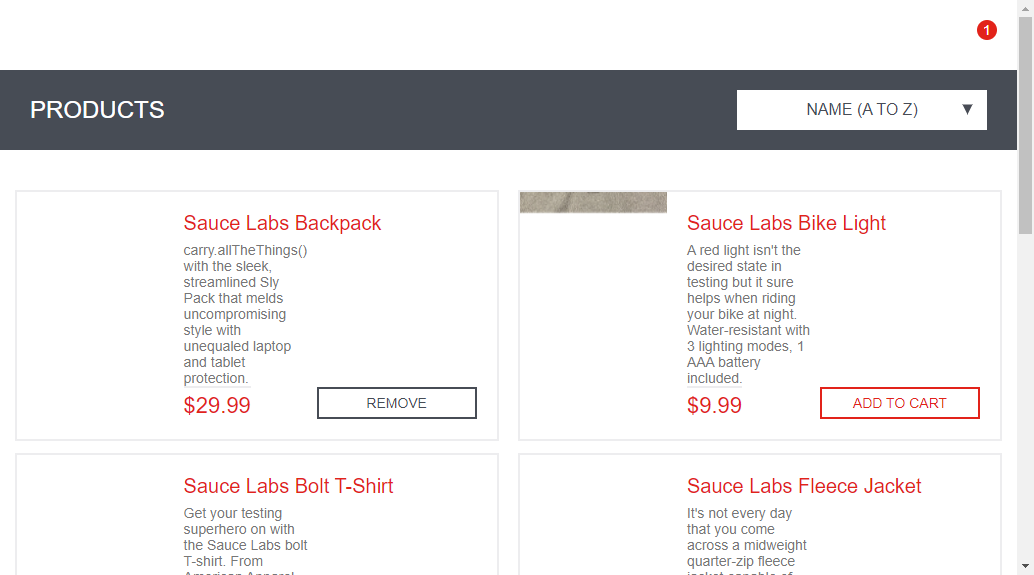 1
PRODUCTS
NAME (A TO Z)
Sauce Labs Backpack
carry.allTheThings()
with the sleek,
streamlined Sly
Pack that melds
uncompromising
style with
unequaled laptop
and tablet
protection.
$29.99
REMOVE
Sauce Labs Bike Light
A red light isn't the
desired state in
testing but it sure
helps when riding
your bike at night.
Water-resistant with
3 lighting modes, 1
AAA battery
included.
$9.99
ADD TO CART
Sauce Labs Bolt T-Shirt
Get your testing
superhero on with
the Sauce Labs bolt
T-shirt. From
American Apparel
Sauce Labs Fleece Jacket
It's not every day
that you come
across a midweight
quarter-zip fleece
jacket capable of